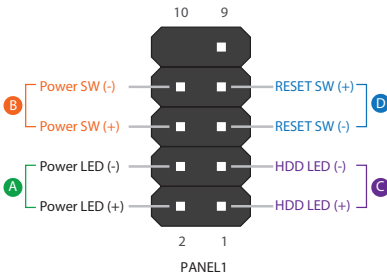 10 9
Power SW (-) RESET SW (+)
B D
Power SW (+) RESET SW (-)
Power LED (-) HDD LED (-)
A C
Power LED (+) HDD LED (+)
2 1
PANEL1